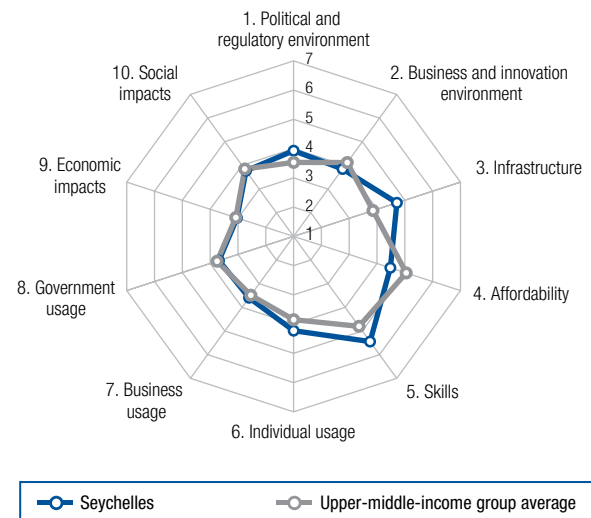 1. Political and
regulatory environment
7
10. Social
impacts
2. Business and innovation
environment
6
5
4
9. Economic
impacts
3. Infrastructure
3
2
1
8. Government
usage
4. Affordability
7. Business
usage
5. Skills
6. Individual usage
Seychelles
Upper-middle-income group average